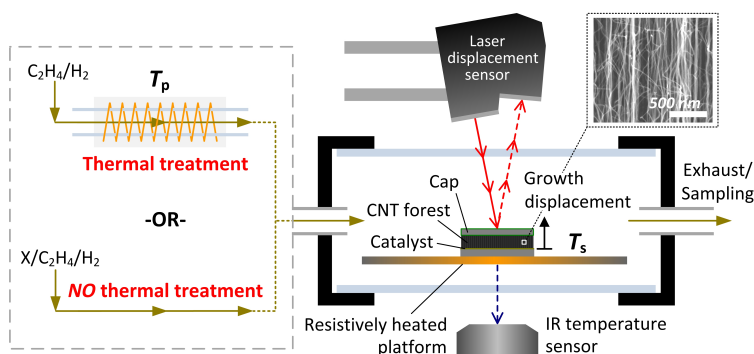 C2H4/H2
Tp
Thermal treatment
-OR-
X/C2H4/H2
NO thermal treatment
Laser
displacement
sensor
500 nm
Cap
CNT forest
Catalyst
Growth
displacement
Ts
Exhaust/
Sampling
Resistively heated
platform
IR temperature
sensor